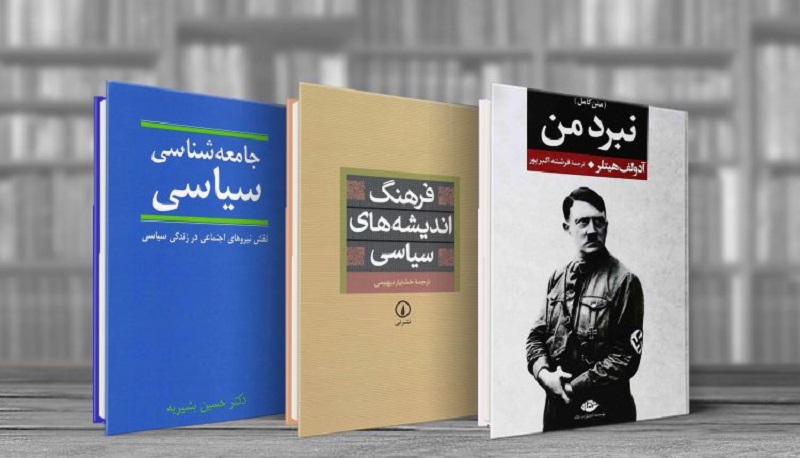 جامعه‌شناسی
سیاسی
نقش نیروهای اجتماعی در زندگی سیاسی
دکتر حسین بشیریه
فرهنگ
اندیشه‌های
سیاسی
ترجمهٔ خشایار دیهیمی
نشر نی
(متن کامل)
نبرد من
آدولف هیتلر • ترجمه فرشته اکبرپور